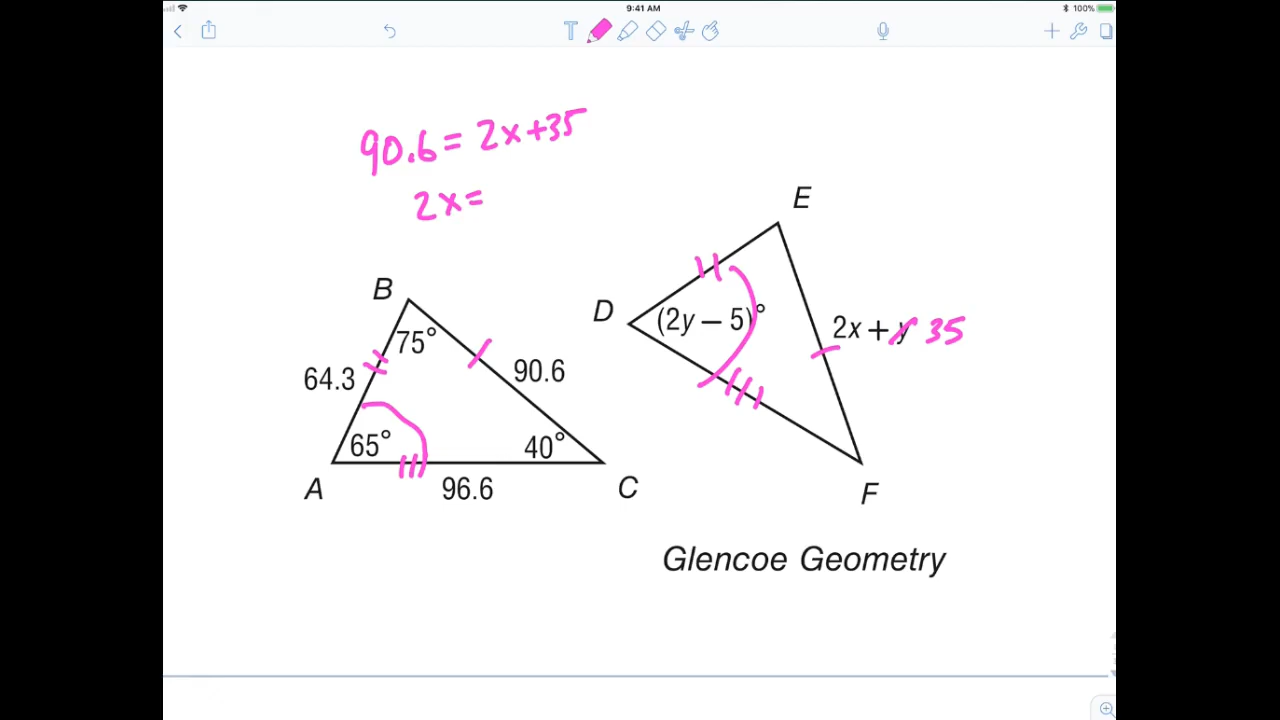 9:41 AM
100%
T
90.6 = 2x+35
2x=
E
B
D
(2y – 5)°
2x + y 35
75°
64.3
90.6
65°
40°
A
96.6
C
F
Glencoe Geometry